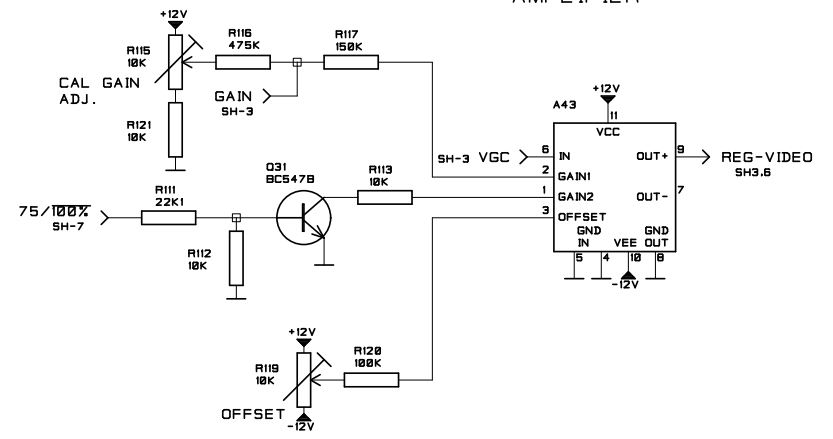 AMPLIFIER
+12V
R115
10K
R116
475K
R117
150K
CAL GAIN
ADJ.
GAIN
SH-3
R121
10K
+12V
A43
11
VCC
SH-3 VGC
6
IN
OUT+
9
REG-VIDEO
SH3.6
2
GAIN1
1
GAIN2
OUT-
7
3
OFFSET
GND
IN
VEE
GND
OUT
5
4
10
8
-12V
Q31
BC547B
R113
10K
R111
22K1
75/100%
SH-7
R112
10K
+12V
R119
10K
R120
100K
OFFSET
-12V